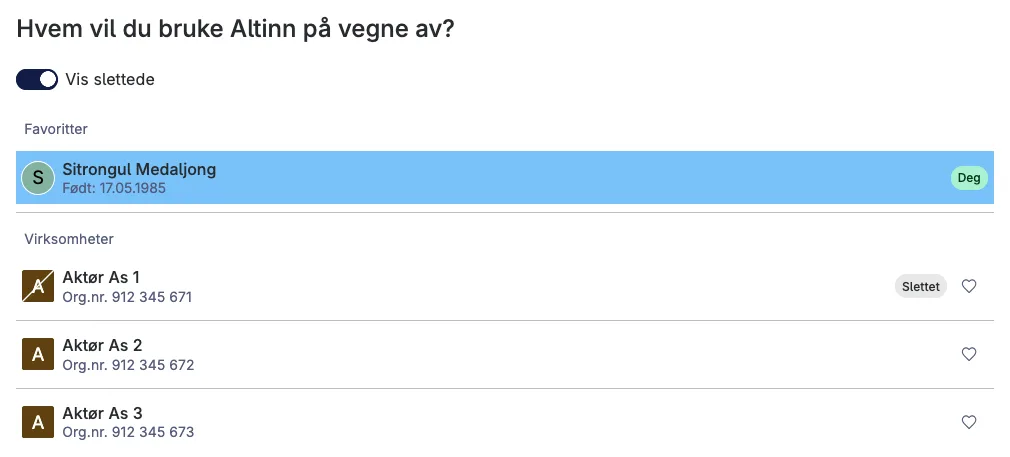 Hvem vil du bruke Altinn på vegne av?
Vis slettede
Favoritter
S Sitrongul Medaljong Deg
Født: 17.05.1985
Virksomheter
A Aktør As 1 Slettet
Org.nr. 912 345 671
A Aktør As 2
Org.nr. 912 345 672
A Aktør As 3
Org.nr. 912 345 673